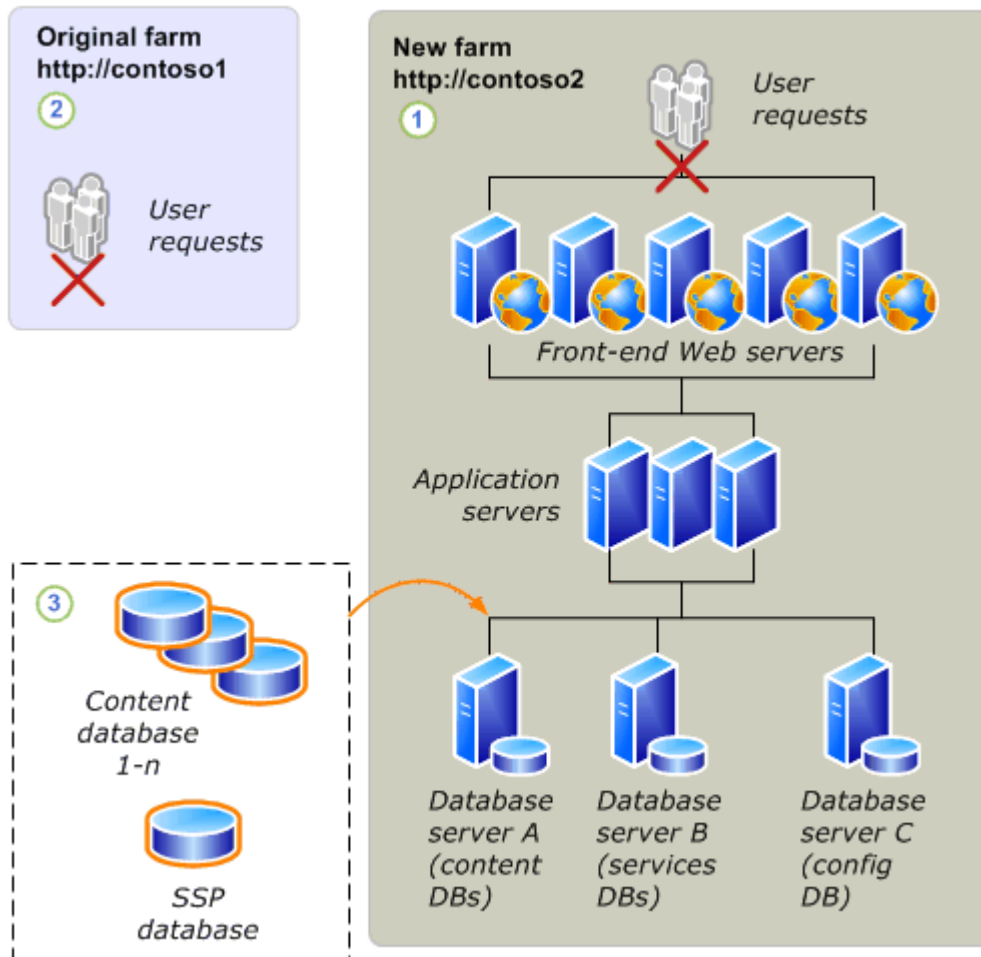 Original farm
http://contoso1
2
User
requests
New farm
http://contoso2
1
User
requests
Front-end Web servers
Application
servers
3
Content
database
1-n
SSP
database
Database
server A
(content
DBs)
Database
server B
(services
DBs)
Database
server C
(config
DB)